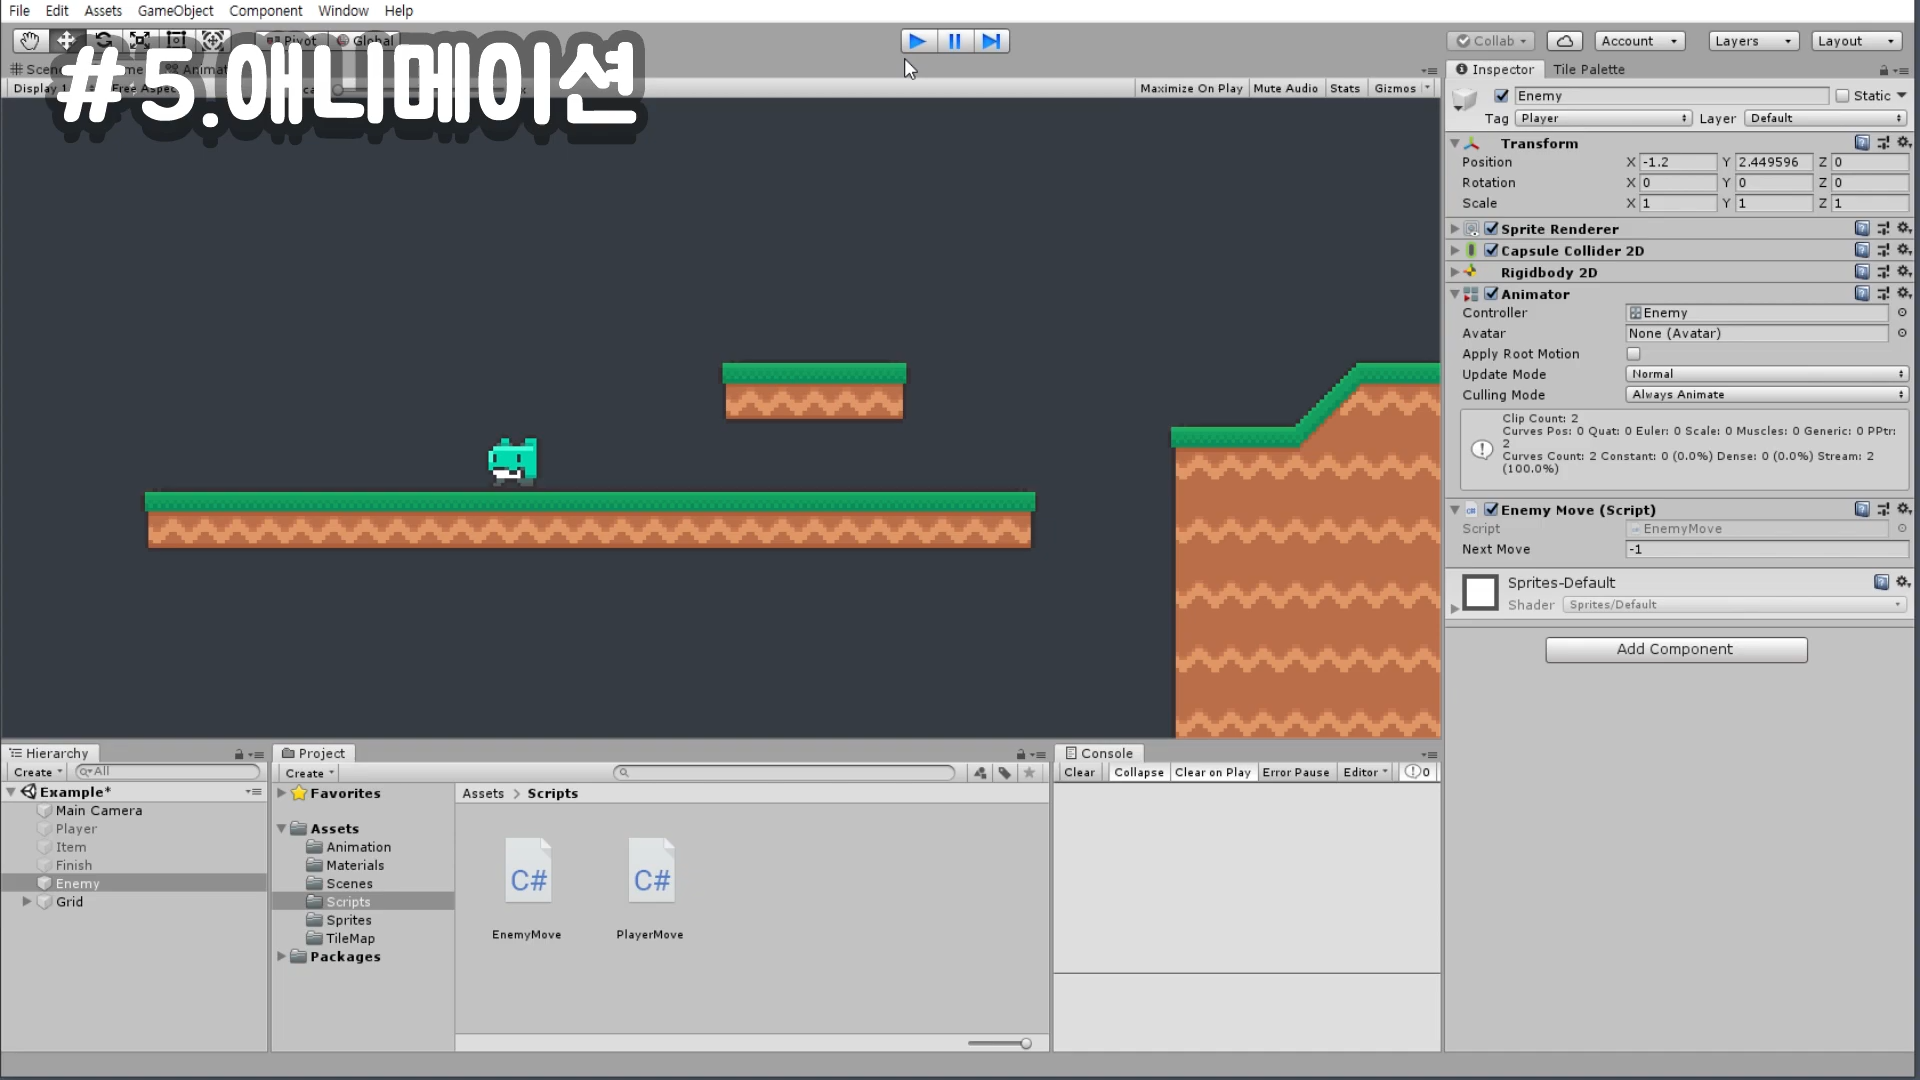 File Edit Assets GameObject Component Window Help
Pivot Global
Collab Account Layers Layout
#5.애니메이션
Display 1
Maximize On Play Mute Audio Stats Gizmos
Inspector Tile Palette
Enemy Static
Tag Player Layer Default
Transform
Position X -1.2 Y 2.449596 Z 0
Rotation X 0 Y 0 Z 0
Scale X 1 Y 1 Z 1
Sprite Renderer
Capsule Collider 2D
Rigidbody 2D
Animator
Controller Enemy
Avatar None (Avatar)
Apply Root Motion
Update Mode Normal
Culling Mode Always Animate
Clip Count: 2
Curves Pos: 0 Quat: 0 Euler: 0 Scale: 0 Muscles: 0 Generic: 0 PPtr:
2
Curves Count: 2 Constant: 0 (0.0%) Dense: 0 (0.0%) Stream: 2
(100.0%)
Enemy Move (Script)
Script EnemyMove
Next Move -1
Sprites-Default
Shader Sprites/Default
Add Component
Hierarchy
Create All
Example*
Main Camera
Player
Item
Finish
Enemy
Grid
Project
Create
Favorites
Assets
Animation
Materials
Scenes
Scripts
Sprites
TileMap
Packages
Assets > Scripts
C# C#
EnemyMove PlayerMove
Console
Clear Collapse Clear on Play Error Pause Editor 0